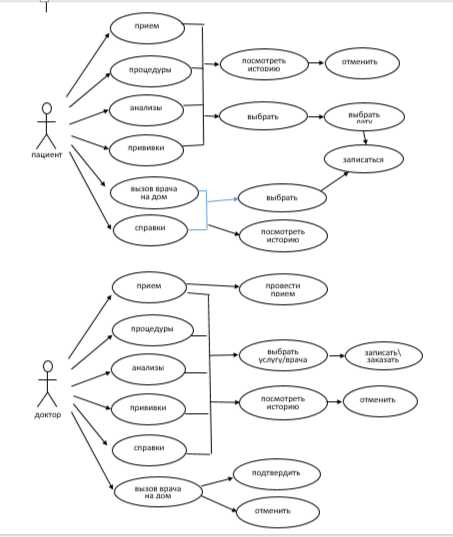 прием
процедуры
анализы
прививки
вызов врача
на дом
справки
пациент
посмотреть
историю
отменить
выбрать
выбрать
дату
записаться
выбрать
посмотреть
историю
прием
процедуры
анализы
прививки
справки
вызов врача
на дом
доктор
провести
прием
выбрать
услугу/врача
записать\
заказать
посмотреть
историю
отменить
подтвердить
отменить